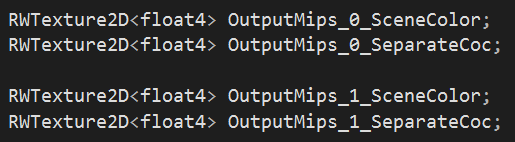 RWTexture2D<float4> OutputMips_0_SceneColor;
RWTexture2D<float4> OutputMips_0_SeparateCoc;
RWTexture2D<float4> OutputMips_1_SceneColor;
RWTexture2D<float4> OutputMips_1_SeparateCoc;